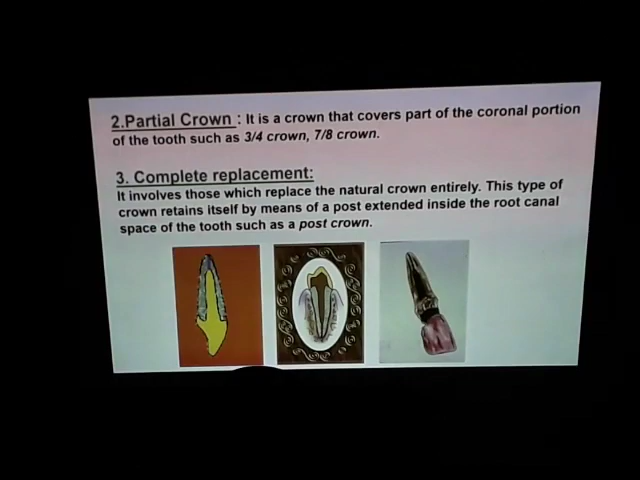 2.Partial Crown : It is a crown that covers part of the coronal portion
of the tooth such as 3/4 crown, 7/8 crown.
3. Complete replacement:
It involves those which replace the natural crown entirely. This type of
crown retains itself by means of a post extended inside the root canal
space of the tooth such as a post crown.